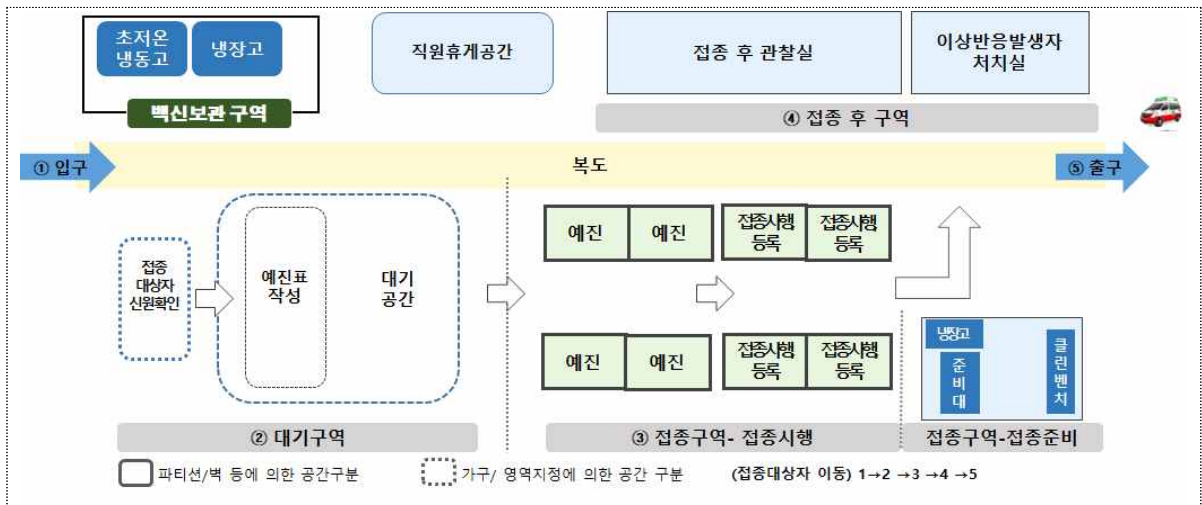 초저온
냉동고
냉장고
백신보관 구역
직원휴게공간
접종 후 관찰실
이상반응발생자
처치실
④ 접종 후 구역
① 입구
복도
⑤ 출구
접종
대상자
신원확인
예진표
작성
대기
공간
예진
예진
접종시행
등록
접종시행
등록
예진
예진
접종시행
등록
접종시행
등록
냉장고
준
비
대
클
린
벤
치
② 대기구역
③ 접종구역- 접종시행
접종구역-접종준비
파티션/벽 등에 의한 공간구분
가구/ 영역지정에 의한 공간 구분
(접종대상자 이동) 1→2 →3 →4 →5